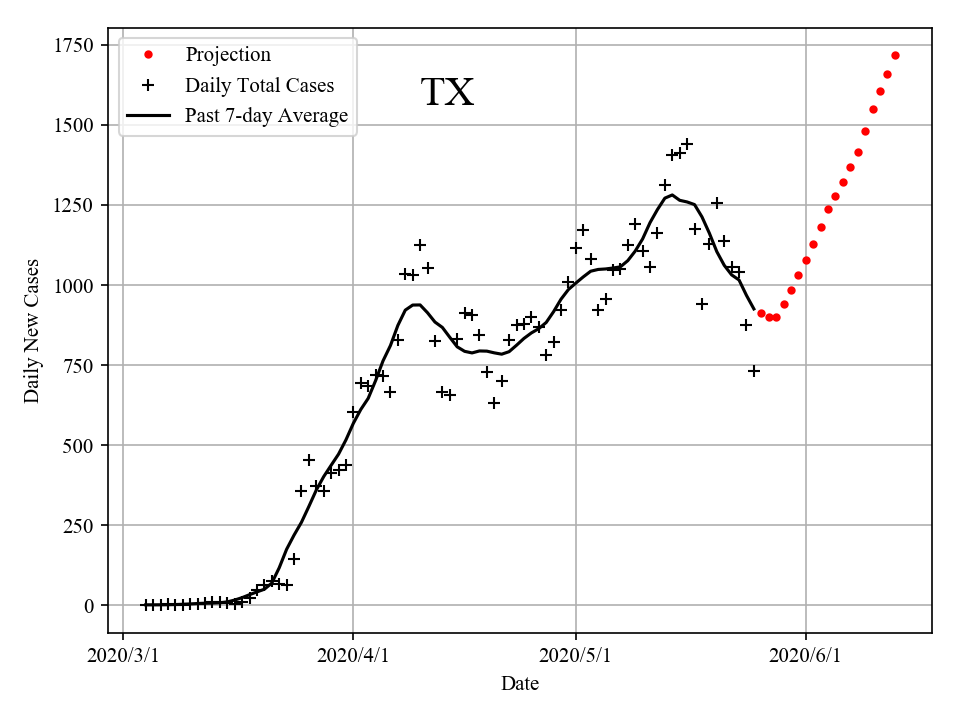 1750
1500
1250
1000
750
500
250
0
Daily New Cases
Projection
Daily Total Cases
Past 7-day Average
TX
2020/3/1 2020/4/1 2020/5/1 2020/6/1
Date